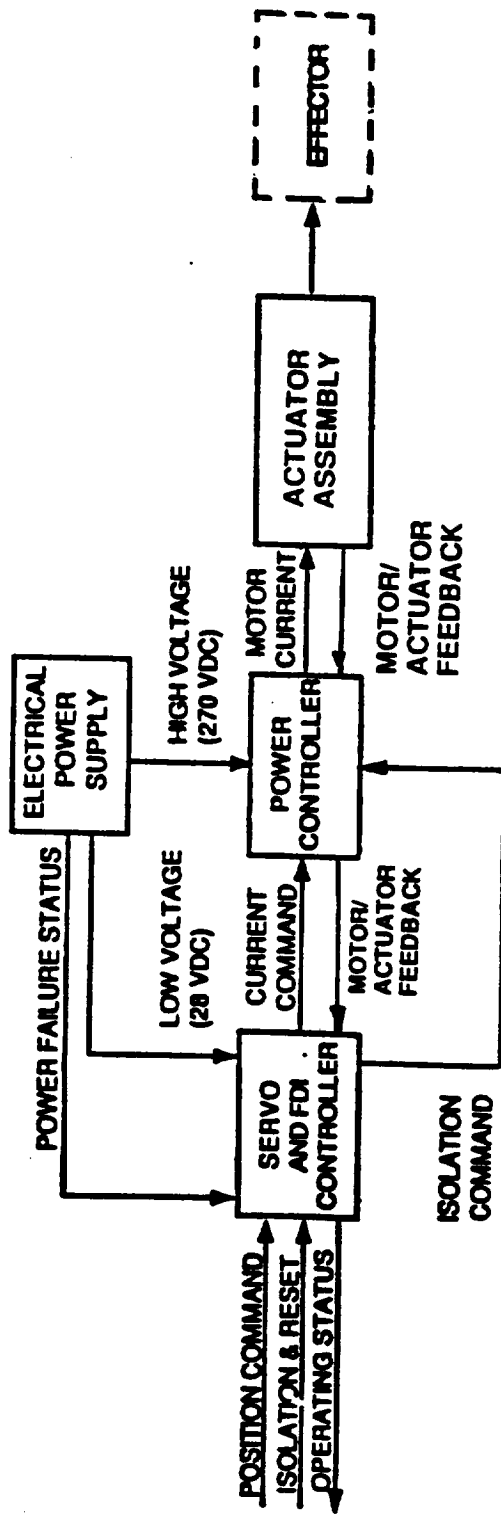 POWER FAILURE STATUS
ELECTRICAL
POWER
SUPPLY
LOW VOLTAGE
(28 VDC)
HIGH VOLTAGE
(270 VDC)
POSITION COMMAND
ISOLATION & RESET
OPERATING STATUS
SERVO
AND FDI
CONTROLLER
CURRENT
COMMAND
MOTOR/
ACTUATOR
FEEDBACK
POWER
CONTROLLER
MOTOR
CURRENT
MOTOR/
ACTUATOR
FEEDBACK
ACTUATOR
ASSEMBLY
EFFECTOR
ISOLATION
COMMAND